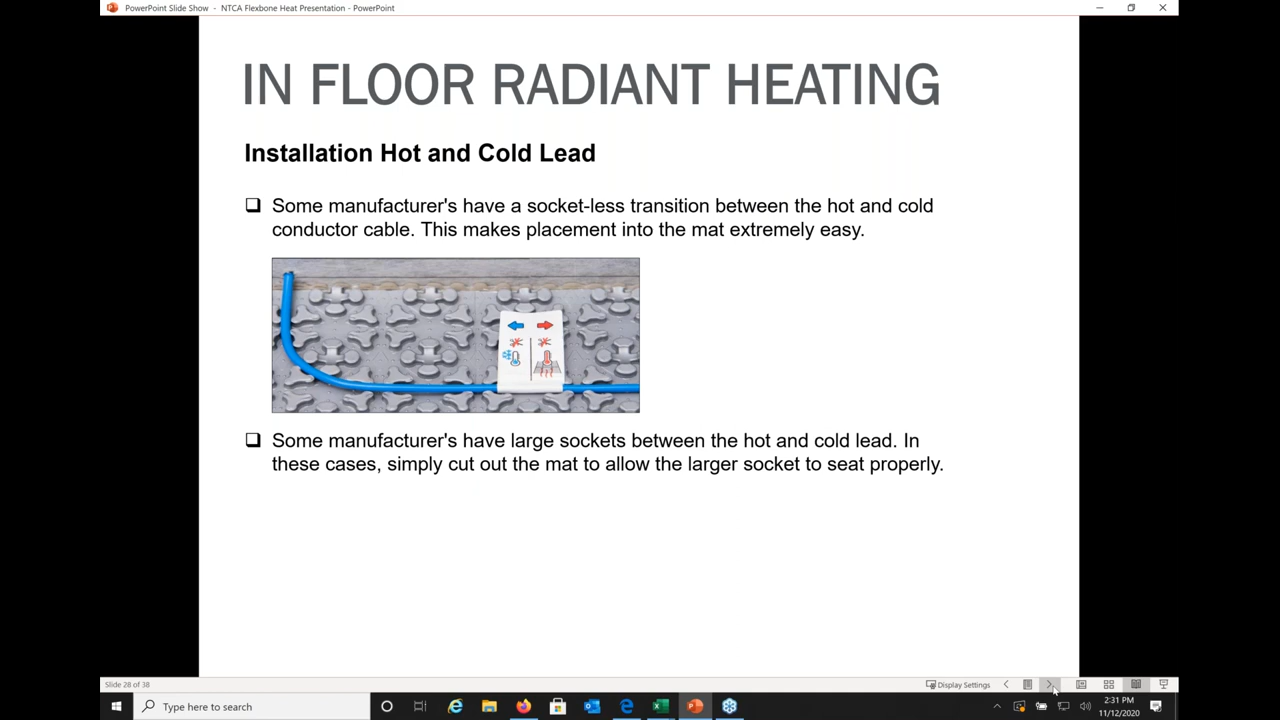 PowerPoint Slide Show - NTCA Flexbone Heat Presentation - PowerPoint
IN FLOOR RADIANT HEATING
Installation Hot and Cold Lead
Some manufacturer's have a socket-less transition between the hot and cold
conductor cable. This makes placement into the mat extremely easy.
Some manufacturer's have large sockets between the hot and cold lead. In
these cases, simply cut out the mat to allow the larger socket to seat properly.
Slide 28 of 38
Display Settings
Type here to search
2:31 PM
11/12/2020